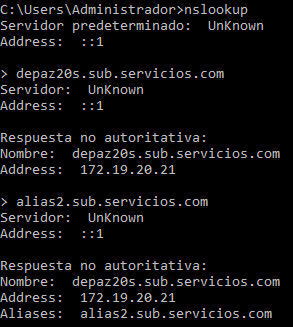 C:\Users\Administrador>nslookup
Servidor predeterminado:  UnKnown
Address:  ::1
> depaz20s.sub.servicios.com
Servidor:  UnKnown
Address:  ::1
Respuesta no autoritativa:
Nombre:  depaz20s.sub.servicios.com
Address:  172.19.20.21
> alias2.sub.servicios.com
Servidor:  UnKnown
Address:  ::1
Respuesta no autoritativa:
Nombre:  depaz20s.sub.servicios.com
Address:  172.19.20.21
Aliases:  alias2.sub.servicios.com